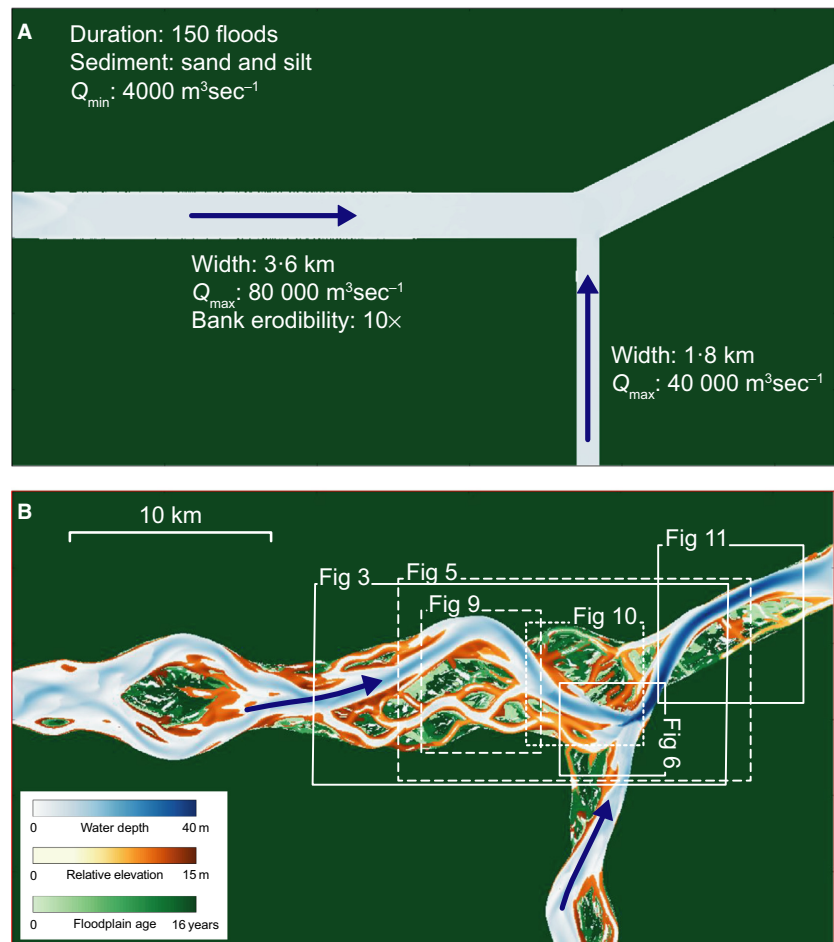 A
Duration: 150 floods
Sediment: sand and silt
Qmin: 4000 m³sec⁻¹
Width: 3·6 km
Qmax: 80 000 m³sec⁻¹
Bank erodibility: 10×
Width: 1·8 km
Qmax: 40 000 m³sec⁻¹
B
10 km
Fig 11
Fig 3
Fig 5
Fig 9
Fig 10
Fig 6
0 Water depth 40 m
0 Relative elevation 15 m
0 Floodplain age 16 years